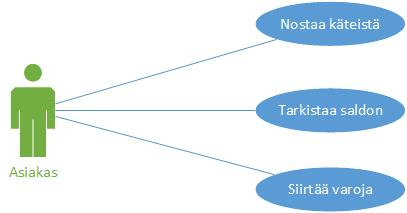 Nostaa käteistä
Tarkistaa saldon
Asiakas
Siirtää varoja